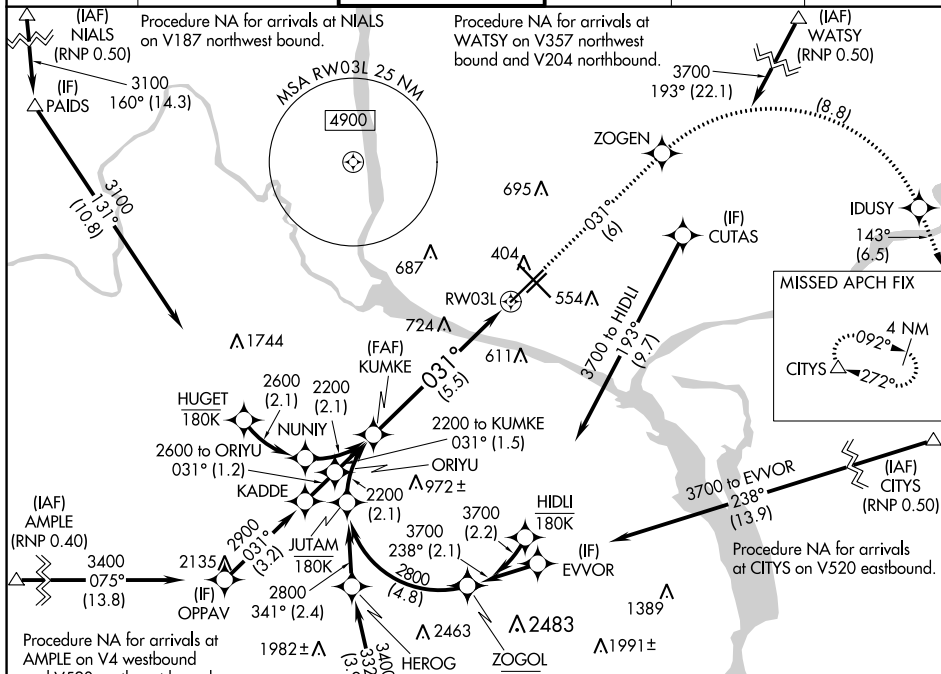 (IAF)
NIALS
(RNP 0.50)
Procedure NA for arrivals at NIALS
on V187 northwest bound.
Procedure NA for arrivals at
WATSY on V357 northwest
bound and V204 northbound.
(IAF)
WATSY
(RNP 0.50)
3100
160° (14.3)
(IF)
PAIDS
MSA RW03L 25 NM
4900
3700
193° (22.1)
(8.8)
ZOGEN
3100
131°
(10.8)
695
031°
(6)
(IF)
CUTAS
IDUSY
143°
(6.5)
687
404
RW03L
554
MISSED APCH FIX
4 NM
092°
CITYS
272°
1744
724
611
(FAF)
KUMKE
031°
(5.5)
3700 to HIDLI
193°
(9.7)
HUGET
180K
2600
(2.1)
2200
(2.1)
NUNIY
2600 to ORIYU
031° (1.2)
2200 to KUMKE
031° (1.5)
ORIYU
KADDE
972±
2200
(2.1)
HIDLI
180K
3700
(2.2)
3700 to EVVOR
238°
(13.9)
(IAF)
CITYS
(RNP 0.50)
(IAF)
AMPLE
(RNP 0.40)
3400
075°
(13.8)
2135
(IF)
OPPAV
2900
031°
(3.2)
JUTAM
180K
3700
238° (2.1)
(IF)
EVVOR
Procedure NA for arrivals
at CITYS on V520 eastbound.
2800
341° (2.4)
2800
(4.8)
1389
Procedure NA for arrivals at
AMPLE on V4 westbound
1982±
3400
332
HEROG
2463
ZOGOL
2483
1991±